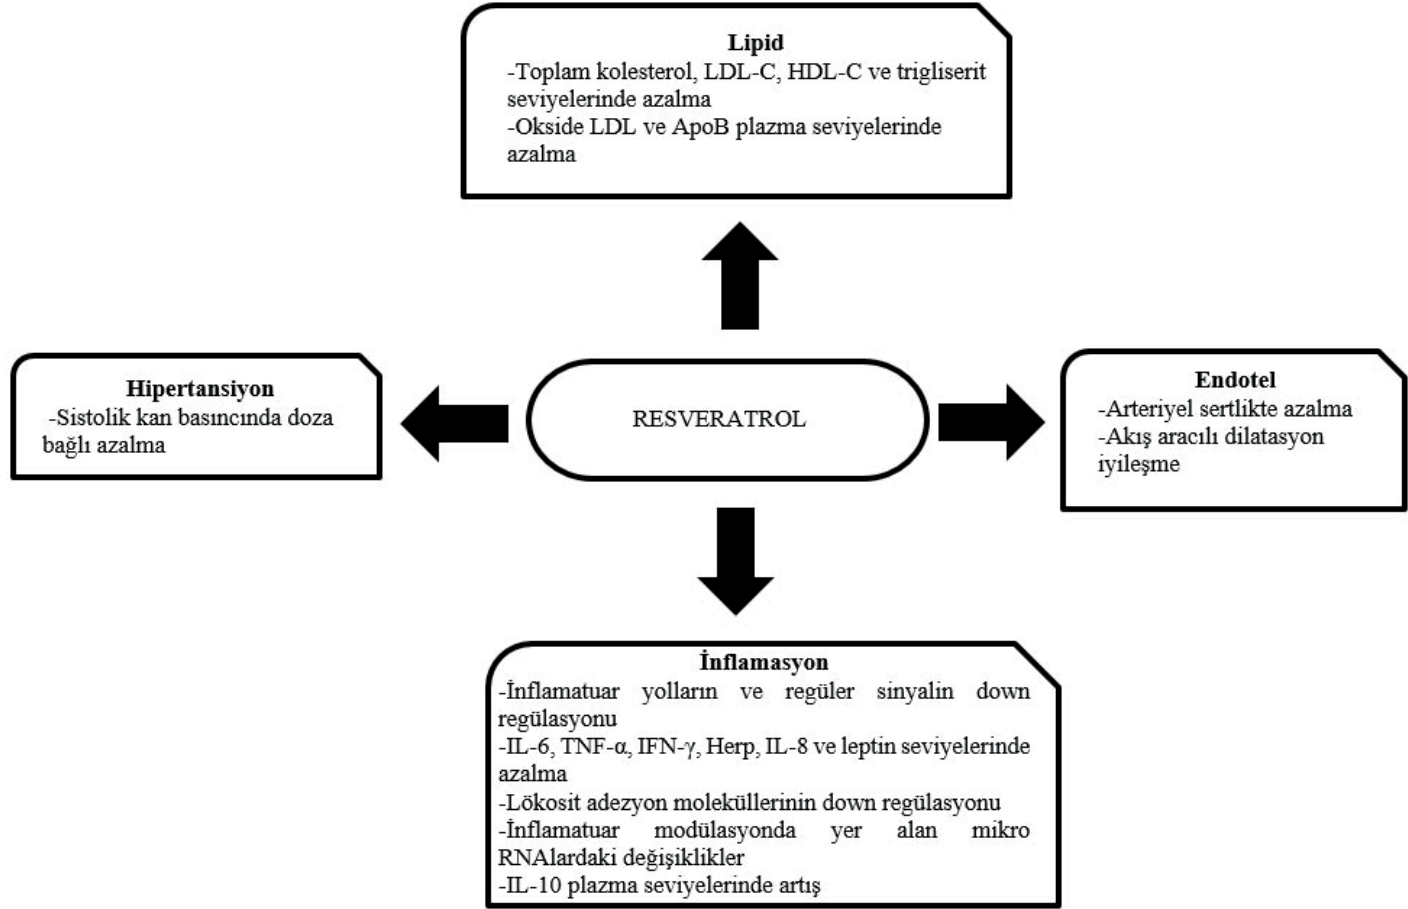 Lipid
-Toplam kolesterol, LDL-C, HDL-C ve trigliserit
seviyelerinde azalma
-Okside LDL ve ApoB plazma seviyelerinde
azalma
Hipertansiyon
-Sistolik kan basıncında doza
bağlı azalma
RESVERATROL
Endotel
-Arteriyel sertlikte azalma
-Akış aracılı dilatasyon
iyileşme
İnflamasyon
-İnflamatuar yolların ve regüler sinyalin down
regülasyonu
-IL-6, TNF-α, IFN-γ, Herp, IL-8 ve leptin seviyelerinde
azalma
-Lökosit adezyon moleküllerinin down regülasyonu
-İnflamatuar modülasyonda yer alan mikro
RNAlardaki değişiklikler
-IL-10 plazma seviyelerinde artış